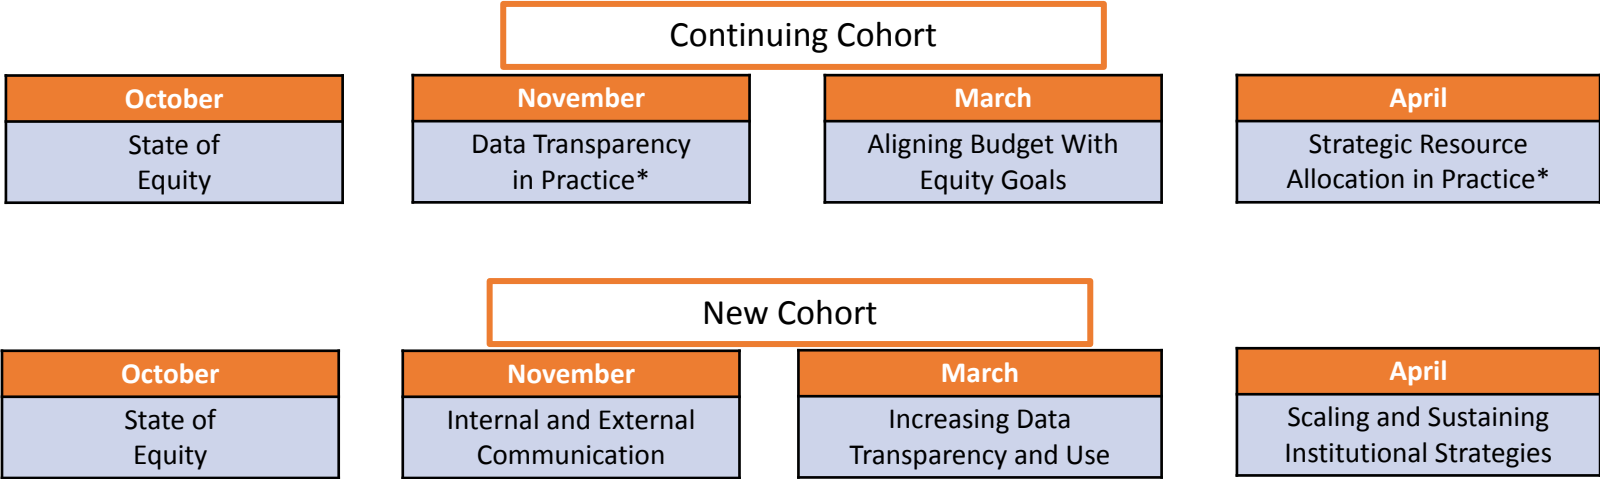 Continuing Cohort
October
State of
Equity
November
Data Transparency
in Practice*
March
Aligning Budget With
Equity Goals
April
Strategic Resource
Allocation in Practice*
New Cohort
October
State of
Equity
November
Internal and External
Communication
March
Increasing Data
Transparency and Use
April
Scaling and Sustaining
Institutional Strategies